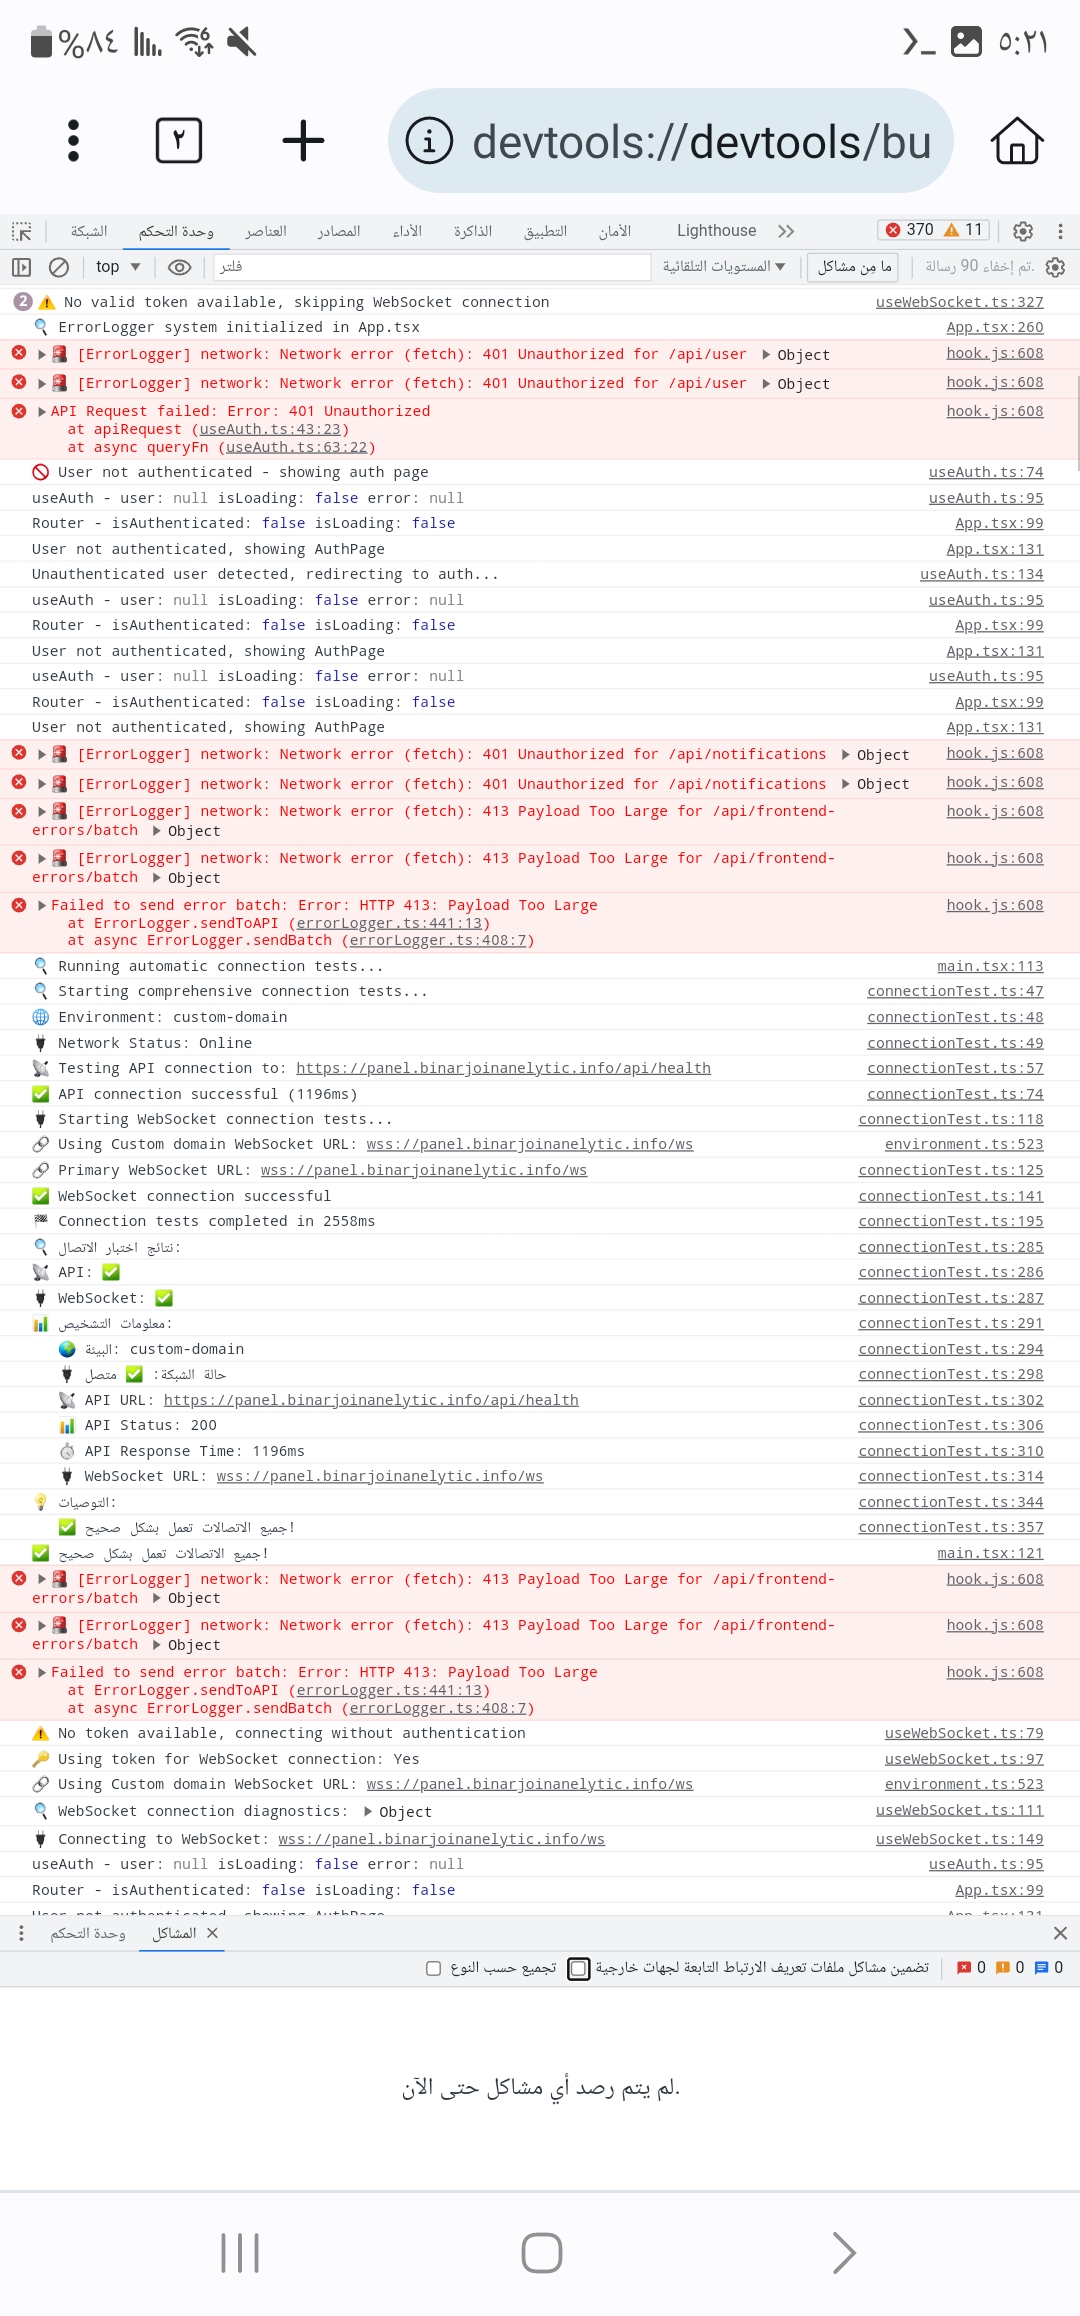 %٨٤
٥:٢١
٢
devtools://devtools/bu
الشبكة وحدة التحكم العناصر المصادر الأداء الذاكرة التطبيق الأمان Lighthouse 370 11
top فلتر المستويات التلقائية ما مِن مشاكل تم إخفاء 90 رسالة.
2 No valid token available, skipping WebSocket connection useWebSocket.ts:327
ErrorLogger system initialized in App.tsx App.tsx:260
[ErrorLogger] network: Network error (fetch): 401 Unauthorized for /api/user Object hook.js:608
[ErrorLogger] network: Network error (fetch): 401 Unauthorized for /api/user Object hook.js:608
API Request failed: Error: 401 Unauthorized hook.js:608
at apiRequest (useAuth.ts:43:23)
at async queryFn (useAuth.ts:63:22)
User not authenticated - showing auth page useAuth.ts:74
useAuth - user: null isLoading: false error: null useAuth.ts:95
Router - isAuthenticated: false isLoading: false App.tsx:99
User not authenticated, showing AuthPage App.tsx:131
Unauthenticated user detected, redirecting to auth... useAuth.ts:134
useAuth - user: null isLoading: false error: null useAuth.ts:95
Router - isAuthenticated: false isLoading: false App.tsx:99
User not authenticated, showing AuthPage App.tsx:131
useAuth - user: null isLoading: false error: null useAuth.ts:95
Router - isAuthenticated: false isLoading: false App.tsx:99
User not authenticated, showing AuthPage App.tsx:131
[ErrorLogger] network: Network error (fetch): 401 Unauthorized for /api/notifications Object hook.js:608
[ErrorLogger] network: Network error (fetch): 401 Unauthorized for /api/notifications Object hook.js:608
[ErrorLogger] network: Network error (fetch): 413 Payload Too Large for /api/frontend- hook.js:608
errors/batch Object
[ErrorLogger] network: Network error (fetch): 413 Payload Too Large for /api/frontend- hook.js:608
errors/batch Object
Failed to send error batch: Error: HTTP 413: Payload Too Large hook.js:608
at ErrorLogger.sendToAPI (errorLogger.ts:441:13)
at async ErrorLogger.sendBatch (errorLogger.ts:408:7)
Running automatic connection tests... main.tsx:113
Starting comprehensive connection tests... connectionTest.ts:47
Environment: custom-domain connectionTest.ts:48
Network Status: Online connectionTest.ts:49
Testing API connection to: https://panel.binarjoinanelytic.info/api/health connectionTest.ts:57
API connection successful (1196ms) connectionTest.ts:74
Starting WebSocket connection tests... connectionTest.ts:118
Using Custom domain WebSocket URL: wss://panel.binarjoinanelytic.info/ws environment.ts:523
Primary WebSocket URL: wss://panel.binarjoinanelytic.info/ws connectionTest.ts:125
WebSocket connection successful connectionTest.ts:141
Connection tests completed in 2558ms connectionTest.ts:195
نتائج اختبار الاتصال: connectionTest.ts:285
API: connectionTest.ts:286
WebSocket: connectionTest.ts:287
معلومات التشخيص: connectionTest.ts:291
البيئة: custom-domain connectionTest.ts:294
حالة الشبكة: متصل connectionTest.ts:298
API URL: https://panel.binarjoinanelytic.info/api/health connectionTest.ts:302
API Status: 200 connectionTest.ts:306
API Response Time: 1196ms connectionTest.ts:310
WebSocket URL: wss://panel.binarjoinanelytic.info/ws connectionTest.ts:314
التوصيات: connectionTest.ts:344
جميع الاتصالات تعمل بشكل صحيح! connectionTest.ts:357
جميع الاتصالات تعمل بشكل صحيح! main.tsx:121
[ErrorLogger] network: Network error (fetch): 413 Payload Too Large for /api/frontend- hook.js:608
errors/batch Object
[ErrorLogger] network: Network error (fetch): 413 Payload Too Large for /api/frontend- hook.js:608
errors/batch Object
Failed to send error batch: Error: HTTP 413: Payload Too Large hook.js:608
at ErrorLogger.sendToAPI (errorLogger.ts:441:13)
at async ErrorLogger.sendBatch (errorLogger.ts:408:7)
No token available, connecting without authentication useWebSocket.ts:79
Using token for WebSocket connection: Yes useWebSocket.ts:97
Using Custom domain WebSocket URL: wss://panel.binarjoinanelytic.info/ws environment.ts:523
WebSocket connection diagnostics: Object useWebSocket.ts:111
Connecting to WebSocket: wss://panel.binarjoinanelytic.info/ws useWebSocket.ts:149
useAuth - user: null isLoading: false error: null useAuth.ts:95
Router - isAuthenticated: false isLoading: false App.tsx:99
User not authenticated, showing AuthPage App.tsx:131
وحدة التحكم المشاكل
تجميع حسب النوع تضمين مشاكل ملفات تعريف الارتباط التابعة لجهات خارجية 0 0 0
لم يتم رصد أي مشاكل حتى الآن.